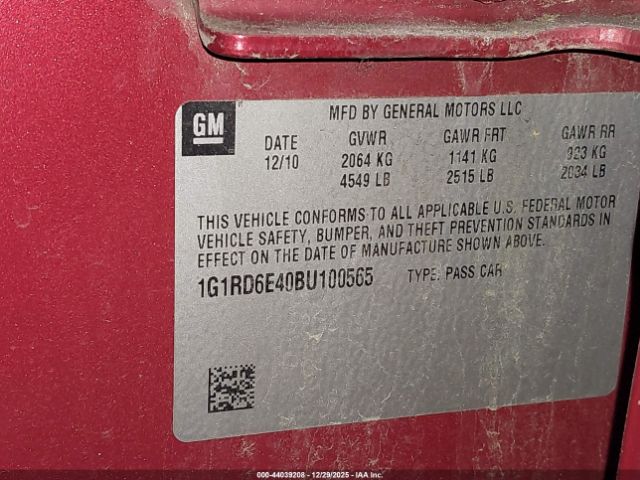 GM
MFD BY GENERAL MOTORS LLC
DATE GVWR GAWR FRT GAWR RR
12/10 2064 KG 1141 KG 923 KG
4549 LB 2515 LB 2034 LB
THIS VEHICLE CONFORMS TO ALL APPLICABLE U.S. FEDERAL MOTOR
VEHICLE SAFETY, BUMPER, AND THEFT PREVENTION STANDARDS IN
EFFECT ON THE DATE OF MANUFACTURE SHOWN ABOVE.
1G1RD6E40BU100565 TYPE: PASS CAR
000-44039208 - 12/29/2025 - IAA Inc.